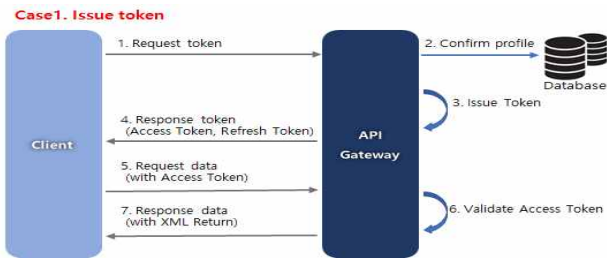 Case1. Issue token
1. Request token
2. Confirm profile
Database
3. Issue Token
4. Response token
(Access Token, Refresh Token)
Client
API
Gateway
5. Request data
(with Access Token)
6. Validate Access Token
7. Response data
(with XML Return)